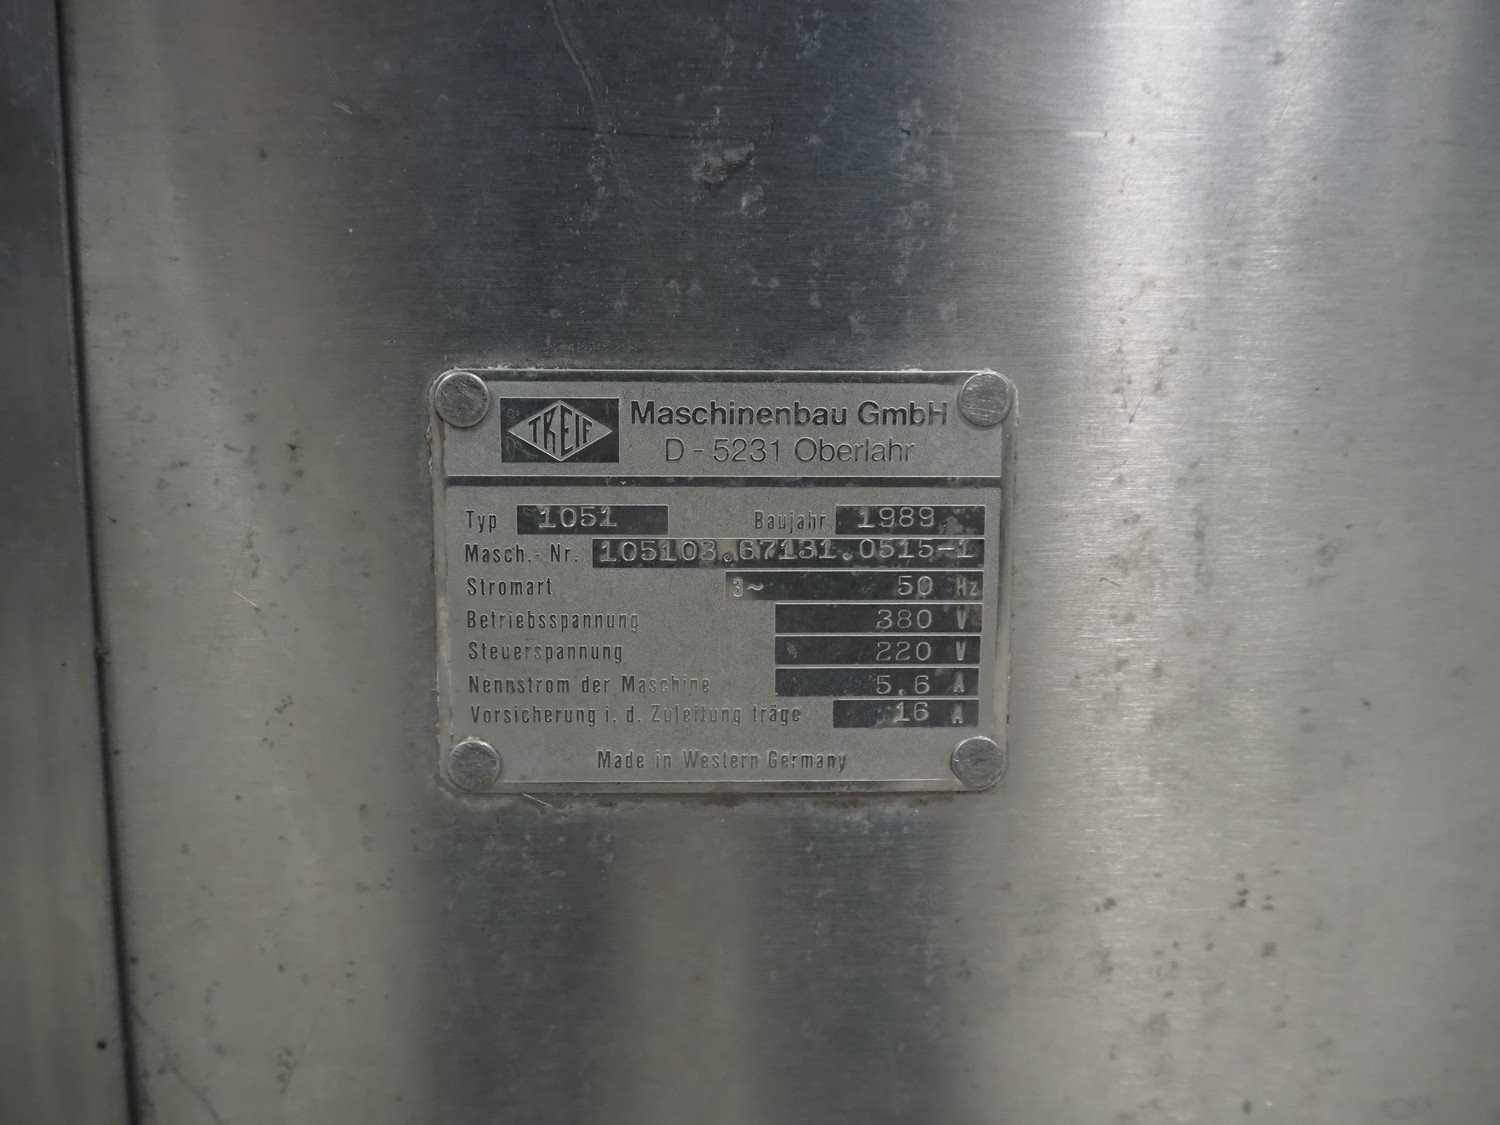 TREIF Maschinenbau GmbH
D - 5231 Oberlahr
Typ 1051 Baujahr 1989
Masch.- Nr. 105103.67131.0515-1
Stromart 3~ 50 Hz
Betriebsspannung 380 V
Steuerspannung 220 V
Nennstrom der Maschine 5.6 A
Vorsicherung i. d. Zuleitung träge 16 A
Made in Western Germany